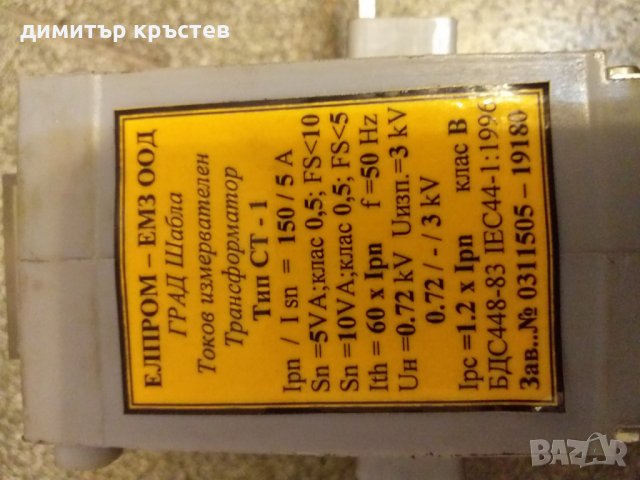 димитър кръстев
ЕЛПРОМ – ЕМЗ ООД
ГРАД Шабла
Токов измервателен
Трансформатор
Тип СТ - 1
Ipn / I sn = 150 / 5 A
Sn =5VA;клас 0,5; FS<10
Sn =10VA;клас 0,5; FS<5
Ith = 60 x Ipn f =50 Hz
Uн =0.72 kV Uизп.=3 kV
0.72 / - / 3 kV
Ipc =1.2 x Ipn клас B
БДС448-83 IEC44-1:1996
Зав..№ 0311505 – 19180
BAZAR